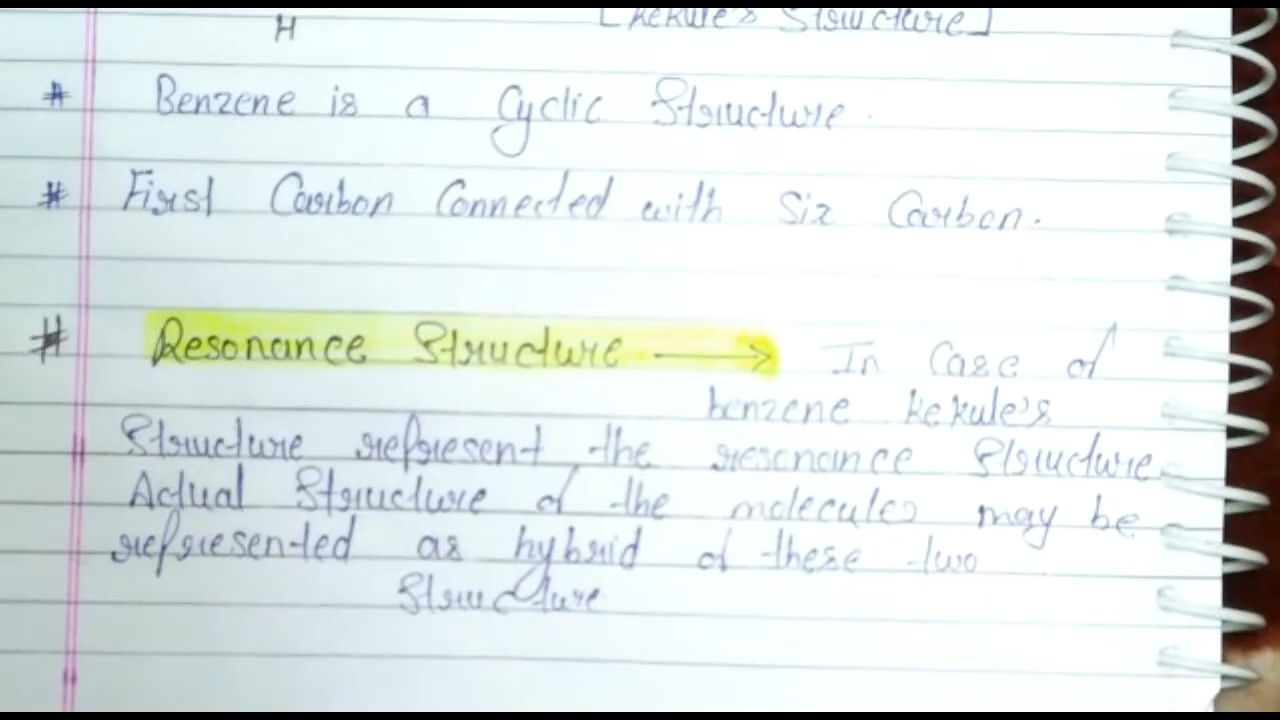 H [Kekule's Structure]
# Benzene is a Cyclic Structure.
# First Carbon Connected with Six Carbon.
# Resonance Structure → In Case of
benzene kekule's
Structure represent the resonance Structure
Actual Structure of the molecules may be
represented as hybrid of these two
Structure